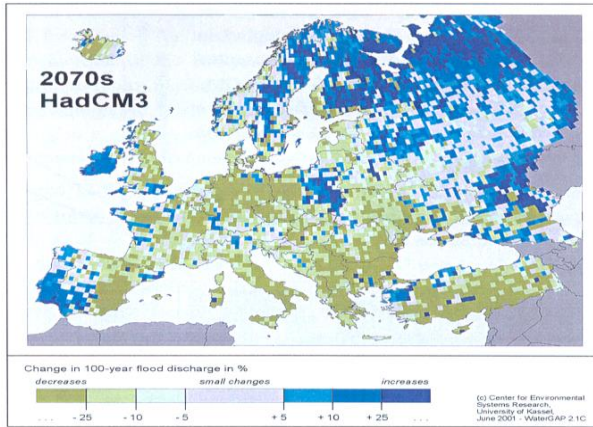 2070s
HadCM3
Change in 100-year flood discharge in %
decreases small changes increases
... - 25 - 10 - 5 + 5 + 10 + 25 ...
(c) Center for Environmental
Systems Research,
University of Kassel,
June 2001 - WaterGAP 2.1C